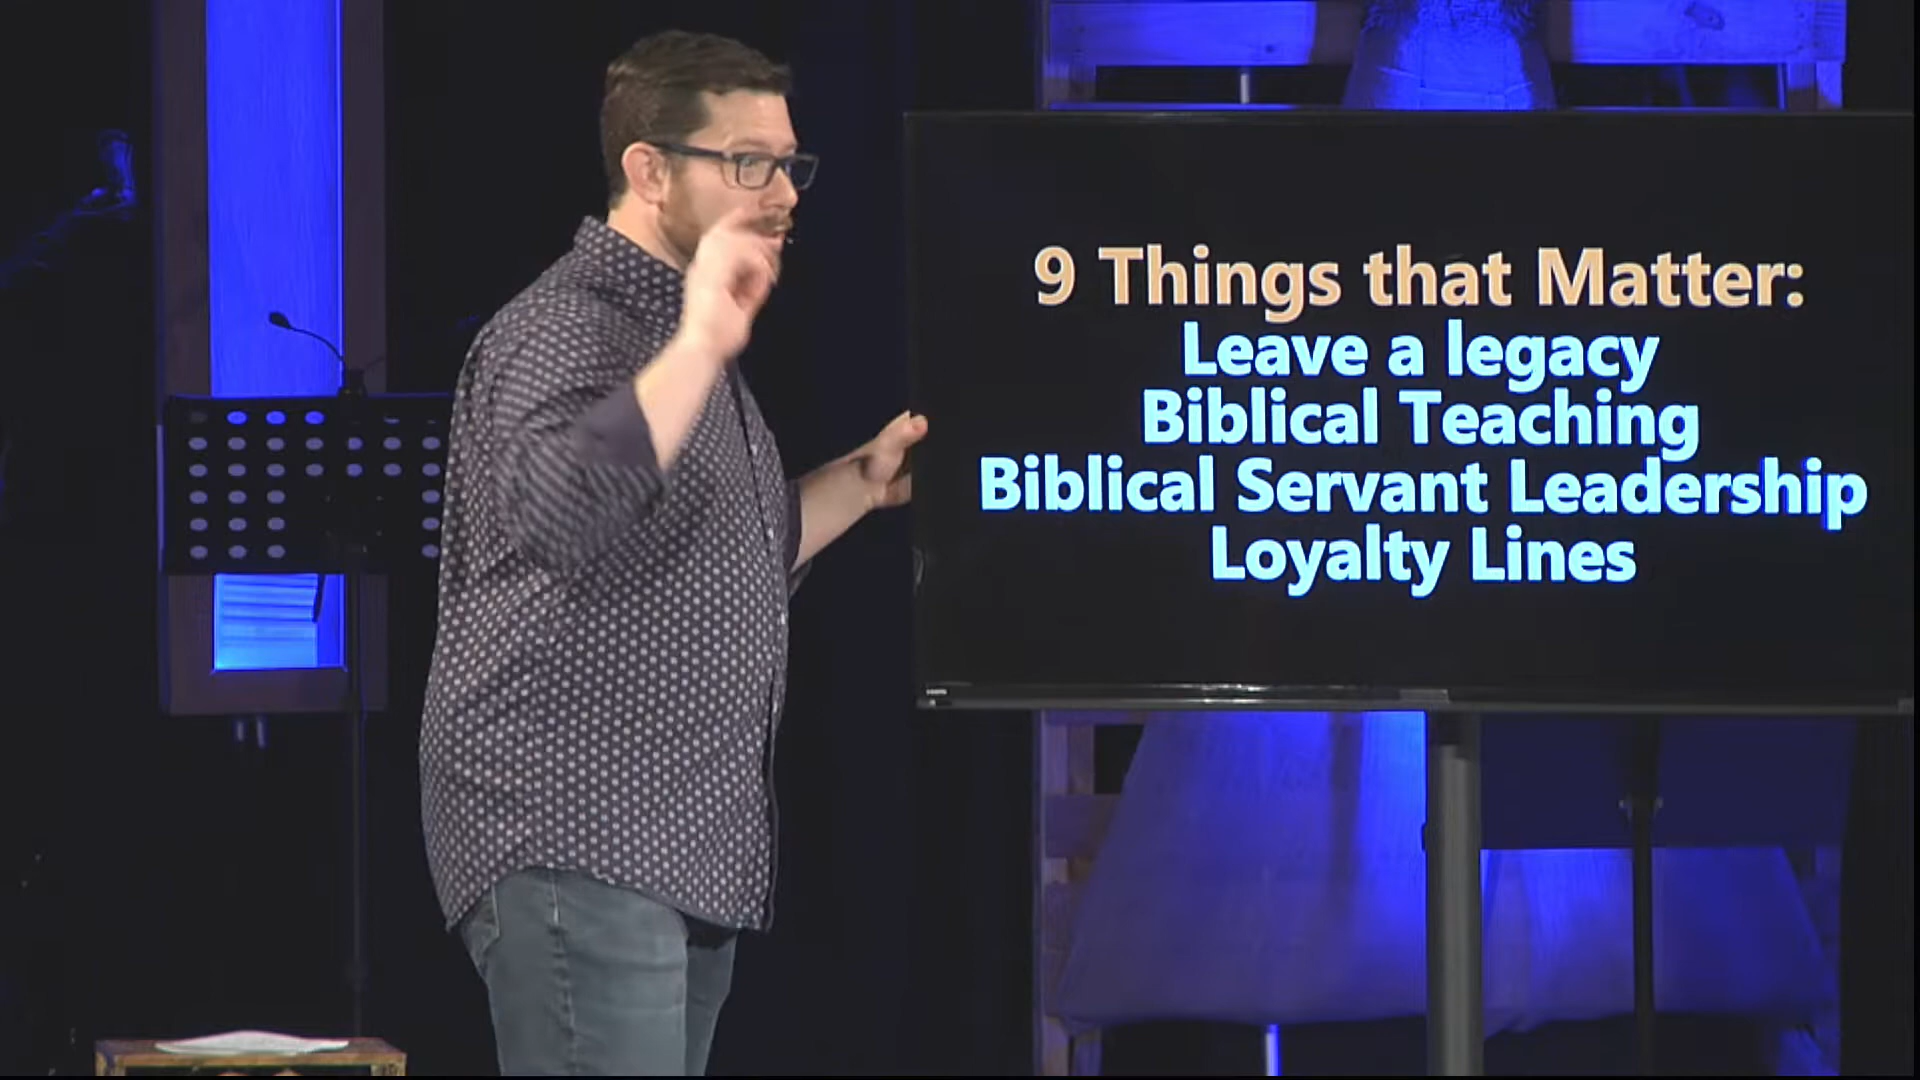 9 Things that Matter:
Leave a legacy
Biblical Teaching
Biblical Servant Leadership
Loyalty Lines